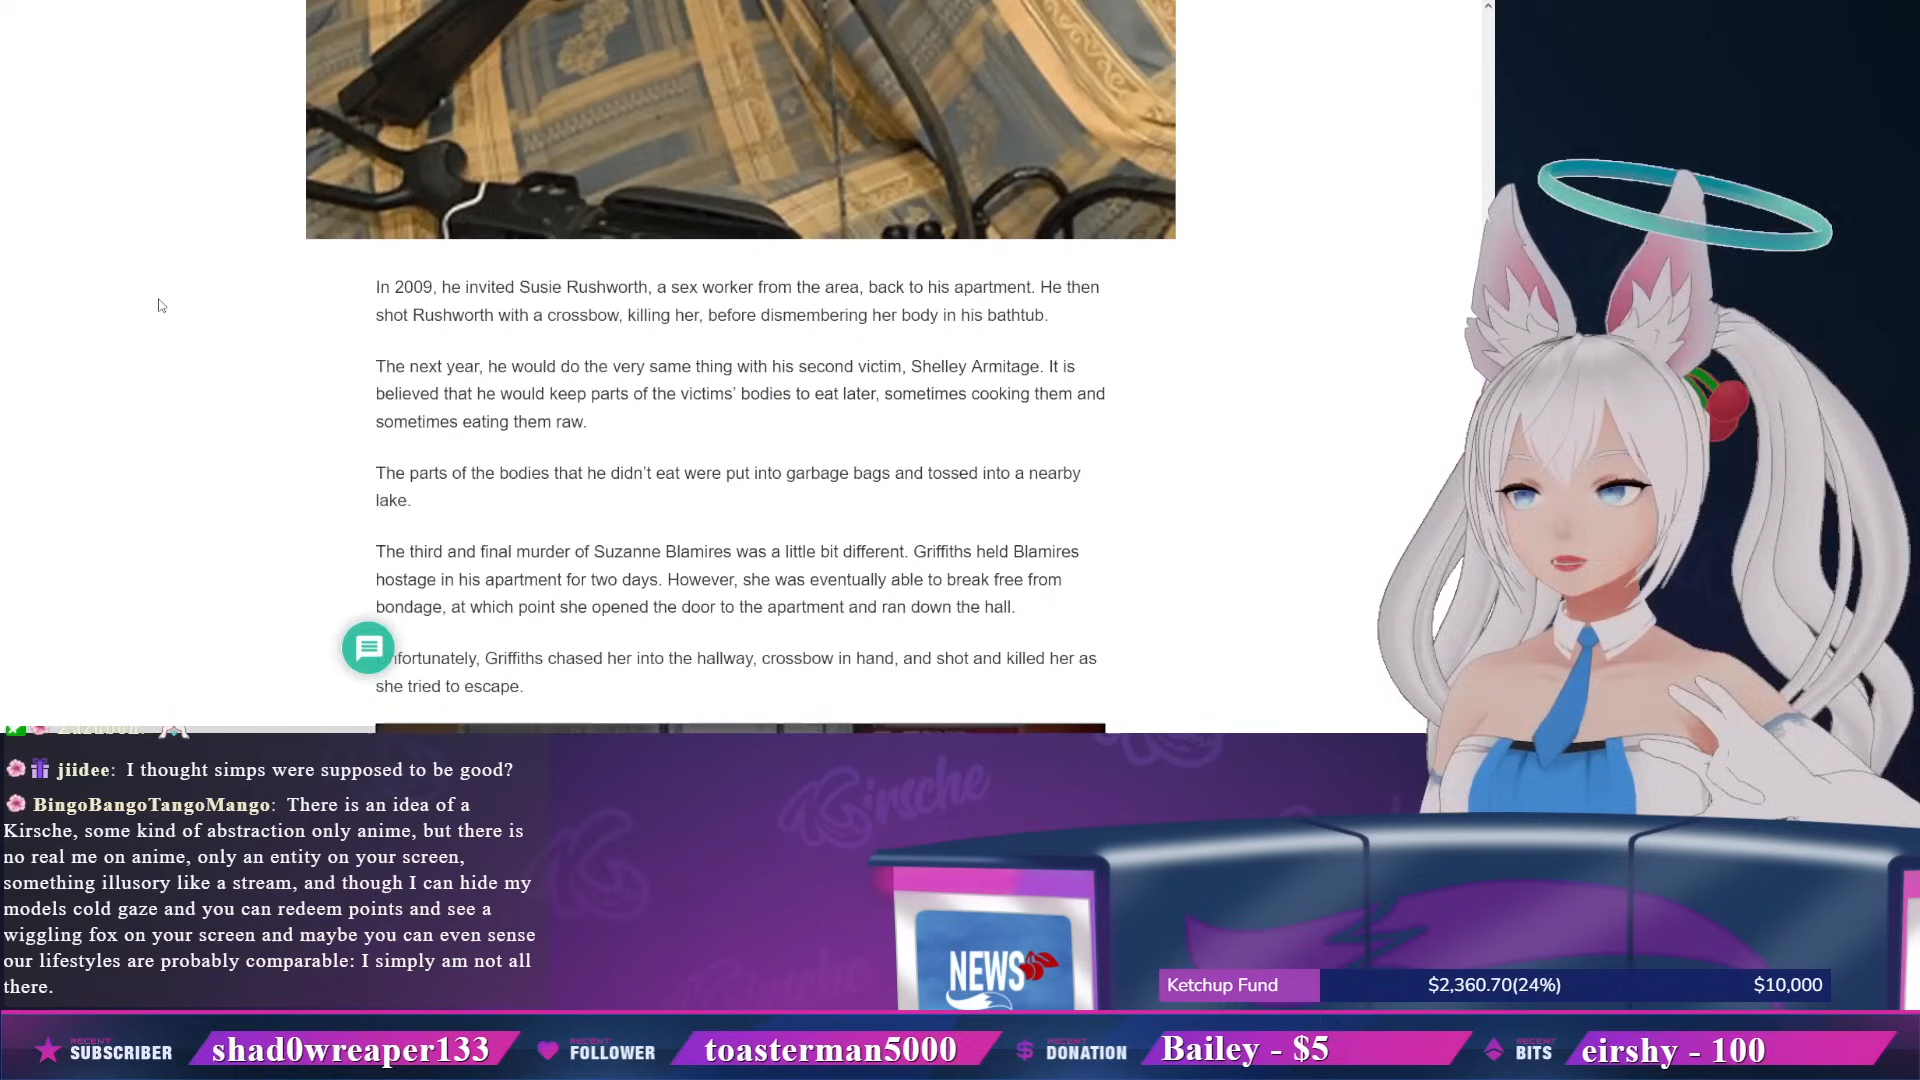 In 2009, he invited Susie Rushworth, a sex worker from the area, back to his apartment. He then
shot Rushworth with a crossbow, killing her, before dismembering her body in his bathtub.
The next year, he would do the very same thing with his second victim, Shelley Armitage. It is
believed that he would keep parts of the victims’ bodies to eat later, sometimes cooking them and
sometimes eating them raw.
The parts of the bodies that he didn’t eat were put into garbage bags and tossed into a nearby
lake.
The third and final murder of Suzanne Blamires was a little bit different. Griffiths held Blamires
hostage in his apartment for two days. However, she was eventually able to break free from
bondage, at which point she opened the door to the apartment and ran down the hall.
nfortunately, Griffiths chased her into the hallway, crossbow in hand, and shot and killed her as
she tried to escape.
jiidee: I thought simps were supposed to be good?
BingoBangoTangoMango: There is an idea of a
Kirsche, some kind of abstraction only anime, but there is
no real me on anime, only an entity on your screen,
something illusory like a stream, and though I can hide my
models cold gaze and you can redeem points and see a
wiggling fox on your screen and maybe you can even sense
our lifestyles are probably comparable: I simply am not all
there.
Kirsche
NEWS
Ketchup Fund $2,360.70(24%) $10,000
RECENT SUBSCRIBER shad0wreaper133 RECENT FOLLOWER toasterman5000 RECENT DONATION Bailey - $5 RECENT BITS eirshy - 100